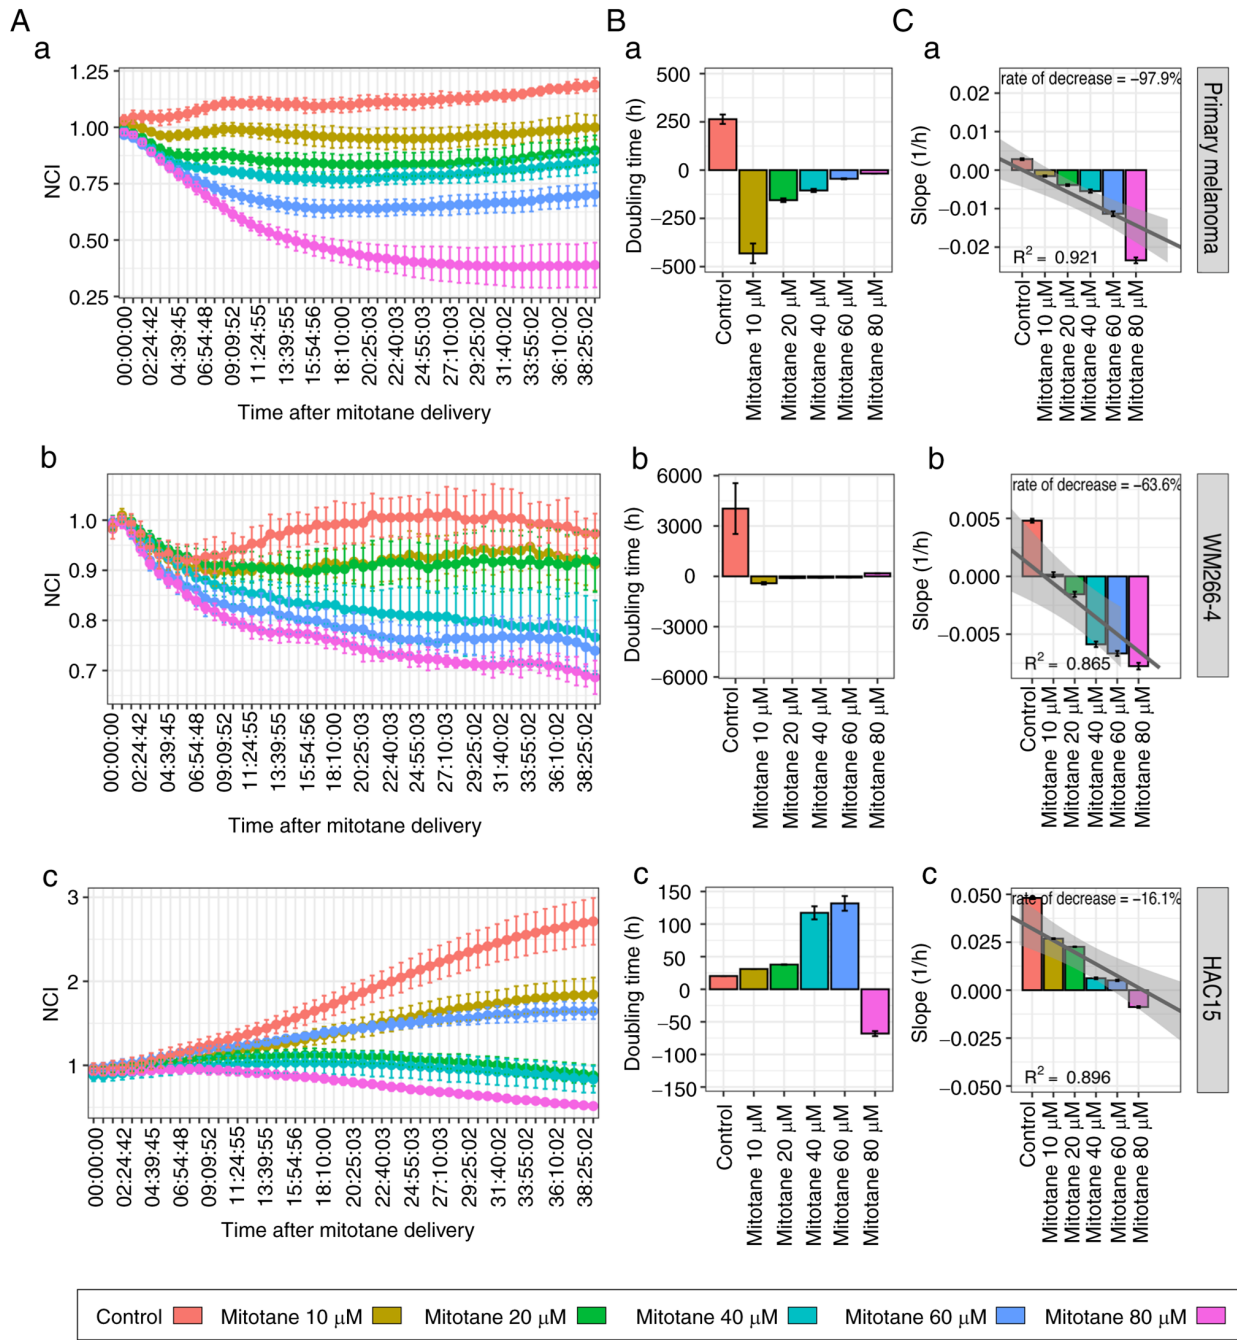 A
B
C
a
a
a
NCI
1.25
1.00
0.75
0.50
0.25
00:00:00
02:24:42
04:39:45
06:54:48
09:09:52
11:24:55
13:39:55
15:54:56
18:10:00
20:25:03
22:40:03
24:55:03
27:10:03
29:25:02
31:40:02
33:55:02
36:10:02
38:25:02
Time after mitotane delivery
Doubling time (h)
500
250
0
−250
−500
Control
Mitotane 10 μM
Mitotane 20 μM
Mitotane 40 μM
Mitotane 60 μM
Mitotane 80 μM
Slope (1/h)
rate of decrease = −97.9%
0.02
0.01
0.00
−0.01
−0.02
R² = 0.921
Control
Mitotane 10 μM
Mitotane 20 μM
Mitotane 40 μM
Mitotane 60 μM
Mitotane 80 μM
Primary melanoma
b
b
b
NCI
1.0
0.9
0.8
0.7
00:00:00
02:24:42
04:39:45
06:54:48
09:09:52
11:24:55
13:39:55
15:54:56
18:10:00
20:25:03
22:40:03
24:55:03
27:10:03
29:25:02
31:40:02
33:55:02
36:10:02
38:25:02
Time after mitotane delivery
Doubling time (h)
6000
3000
0
−3000
−6000
Control
Mitotane 10 μM
Mitotane 20 μM
Mitotane 40 μM
Mitotane 60 μM
Mitotane 80 μM
Slope (1/h)
rate of decrease = −63.6%
0.005
0.000
−0.005
R² = 0.865
Control
Mitotane 10 μM
Mitotane 20 μM
Mitotane 40 μM
Mitotane 60 μM
Mitotane 80 μM
WM266-4
c
c
c
NCI
3
2
1
00:00:00
02:24:42
04:39:45
06:54:48
09:09:52
11:24:55
13:39:55
15:54:56
18:10:00
20:25:03
22:40:03
24:55:03
27:10:03
29:25:02
31:40:02
33:55:02
36:10:02
38:25:02
Time after mitotane delivery
Doubling time (h)
150
100
50
0
−50
−100
−150
Control
Mitotane 10 μM
Mitotane 20 μM
Mitotane 40 μM
Mitotane 60 μM
Mitotane 80 μM
Slope (1/h)
rate of decrease = −16.1%
0.050
0.025
0.000
−0.025
−0.050
R² = 0.896
Control
Mitotane 10 μM
Mitotane 20 μM
Mitotane 40 μM
Mitotane 60 μM
Mitotane 80 μM
HAC15
Control Mitotane 10 μM Mitotane 20 μM Mitotane 40 μM Mitotane 60 μM Mitotane 80 μM